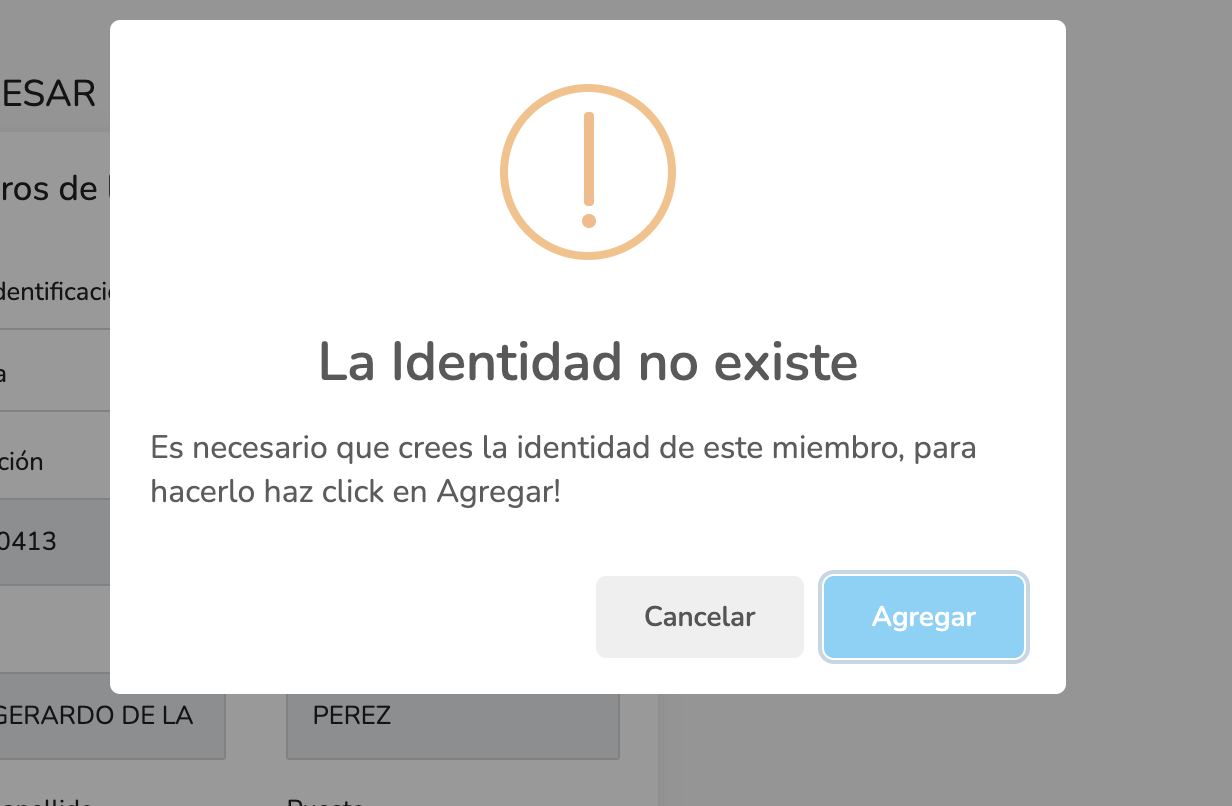 ESAR
ros de
La Identidad no existe
Es necesario que crees la identidad de este miembro, para
hacerlo haz click en Agregar!
ción
0413
Cancelar
Agregar
GERARDO DE LA
PEREZ